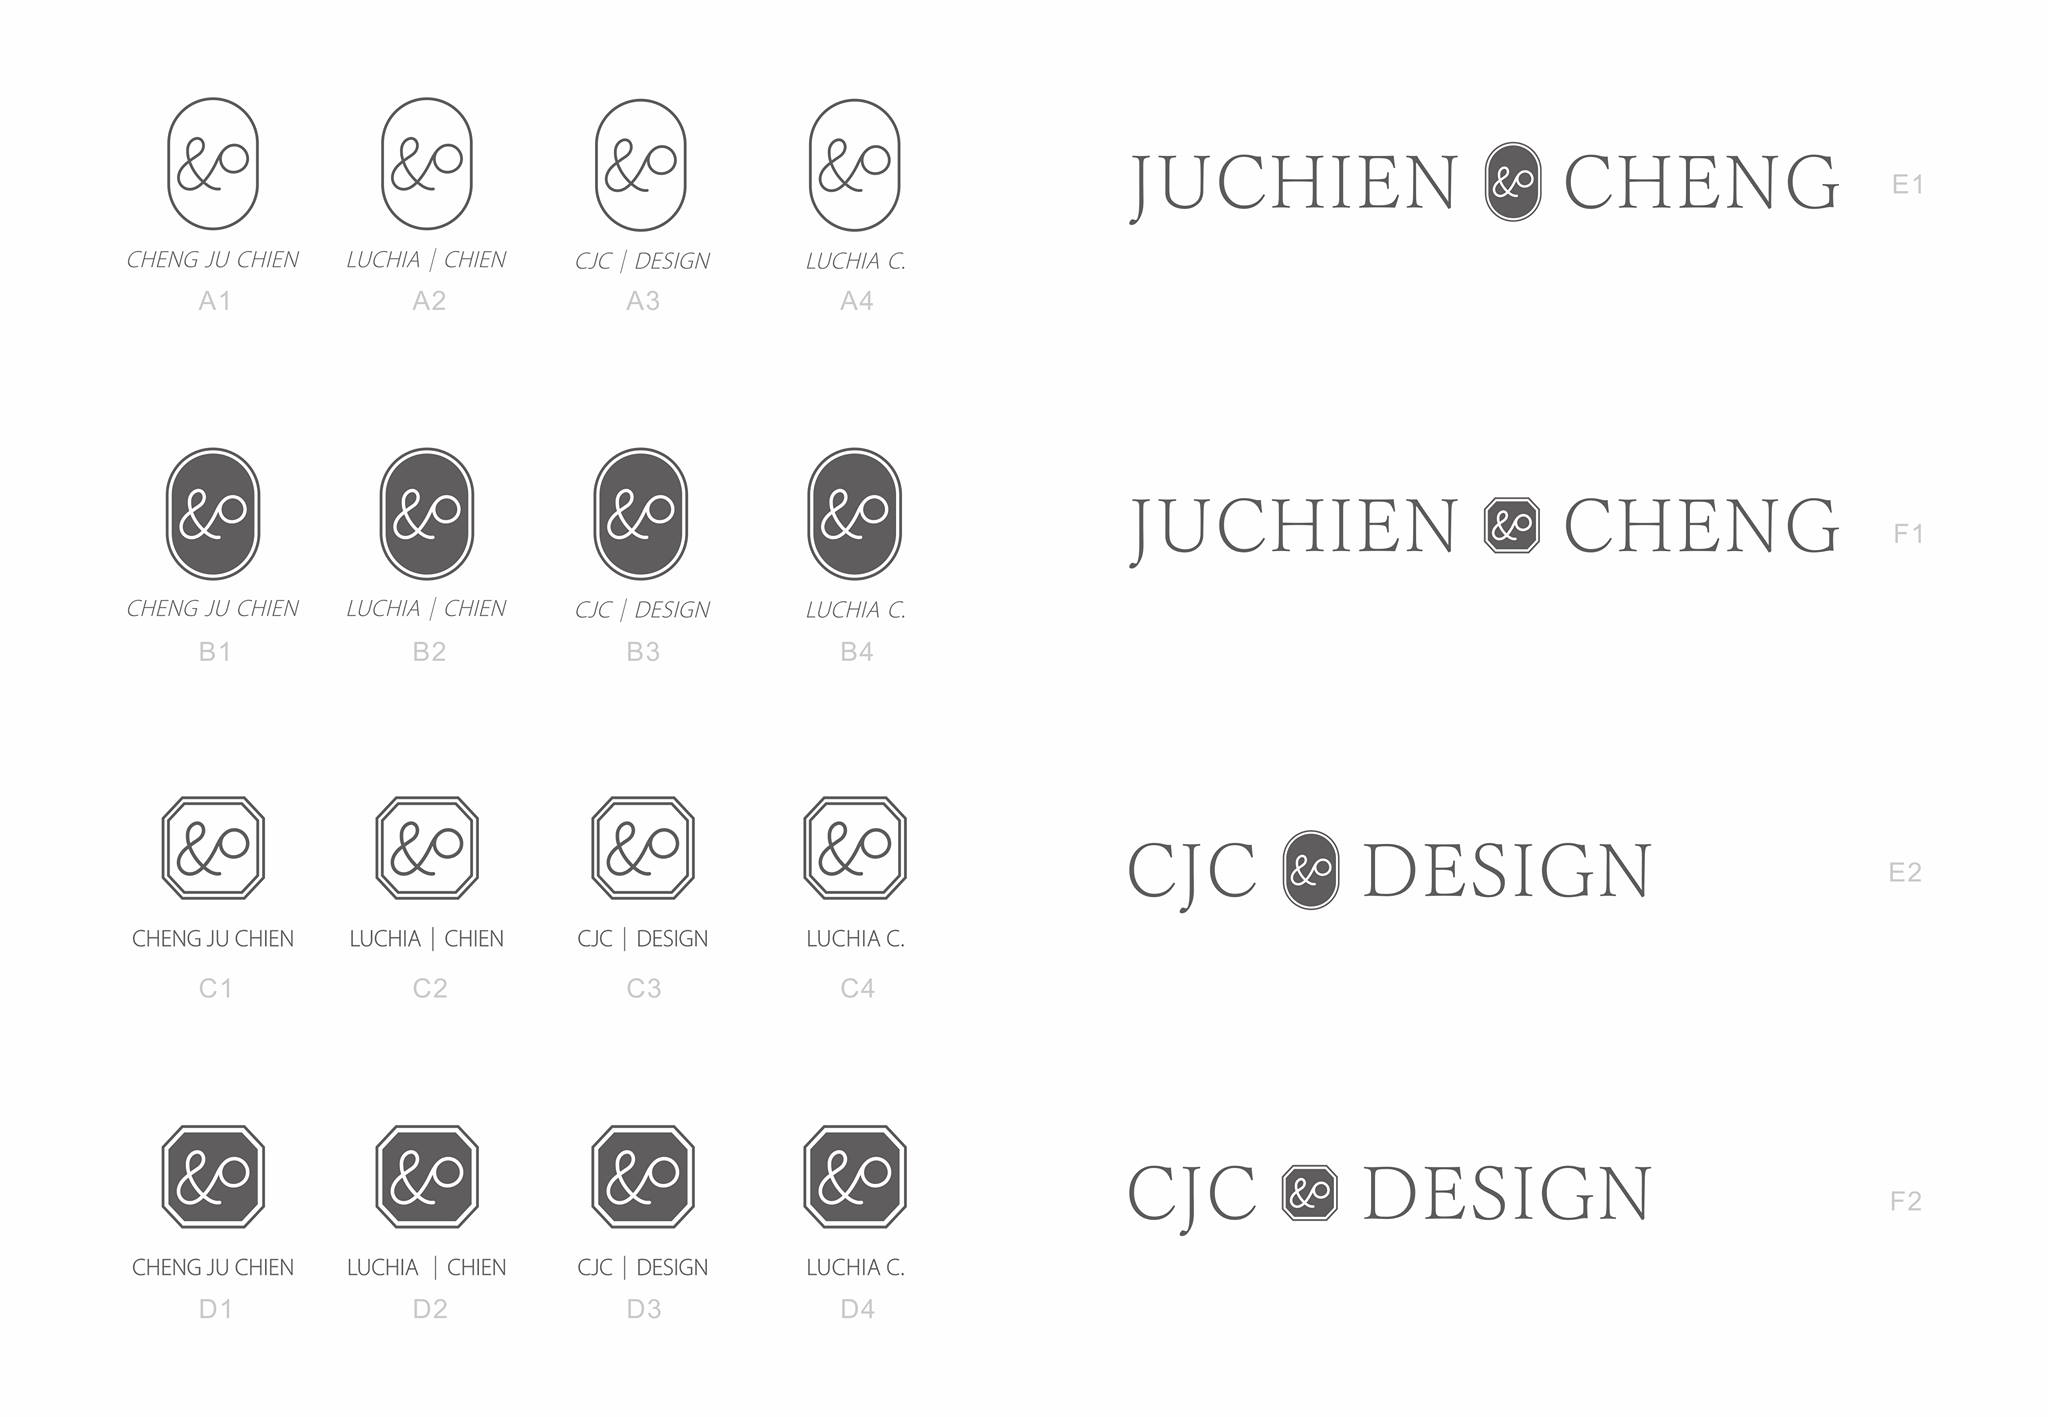 &
&
&
&
CHENG JU CHIEN
LUCHIA | CHIEN
CJC | DESIGN
LUCHIA C.
A1
A2
A3
A4
JUCHIEN & CHENG
E1
&
&
&
&
CHENG JU CHIEN
LUCHIA | CHIEN
CJC | DESIGN
LUCHIA C.
B1
B2
B3
B4
JUCHIEN & CHENG
F1
&
&
&
&
CHENG JU CHIEN
LUCHIA | CHIEN
CJC | DESIGN
LUCHIA C.
C1
C2
C3
C4
CJC & DESIGN
E2
&
&
&
&
CHENG JU CHIEN
LUCHIA | CHIEN
CJC | DESIGN
LUCHIA C.
D1
D2
D3
D4
CJC & DESIGN
F2